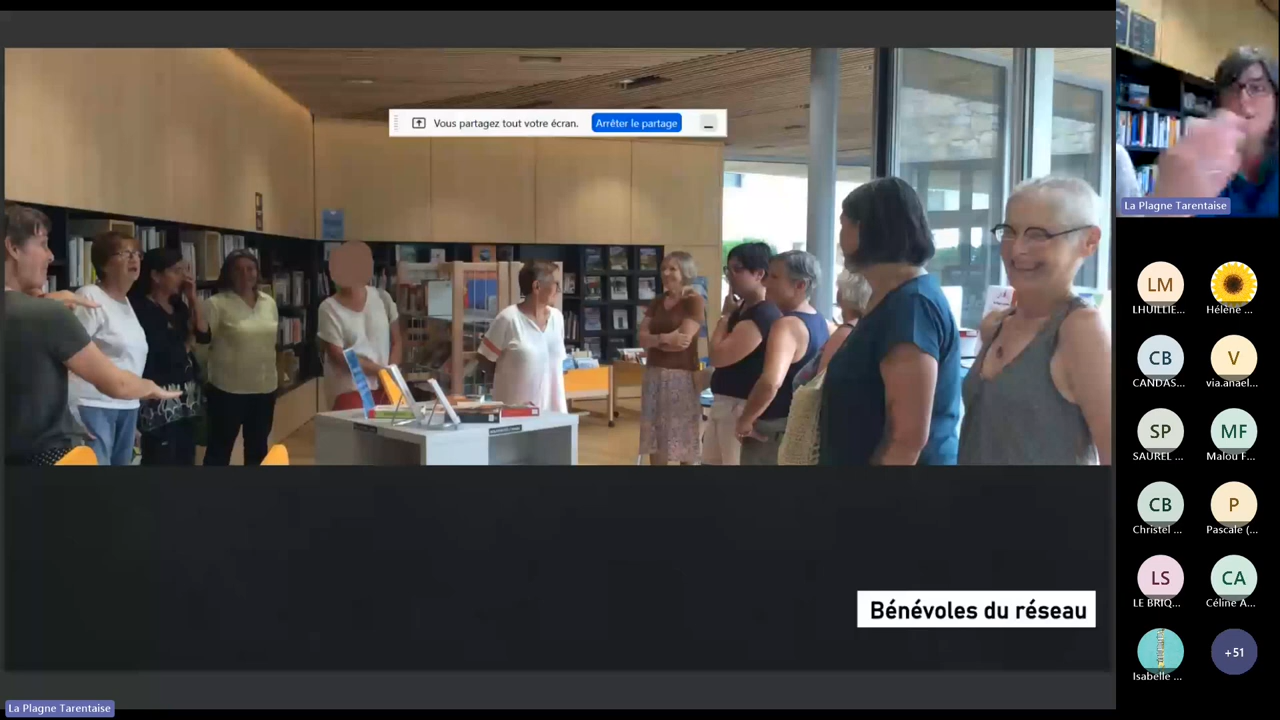 Vous partagez tout votre écran.
Arrêter le partage
La Plagne Tarentaise
LM
LHUILLIE...
Hélène ...
CB
CANDAS...
V
via.anael...
SP
SAUREL ...
MF
Malou F...
CB
Christel ...
P
Pascale (...
LS
LE BRIQ...
CA
Céline A...
Isabelle ...
+51
Bénévoles du réseau
La Plagne Tarentaise